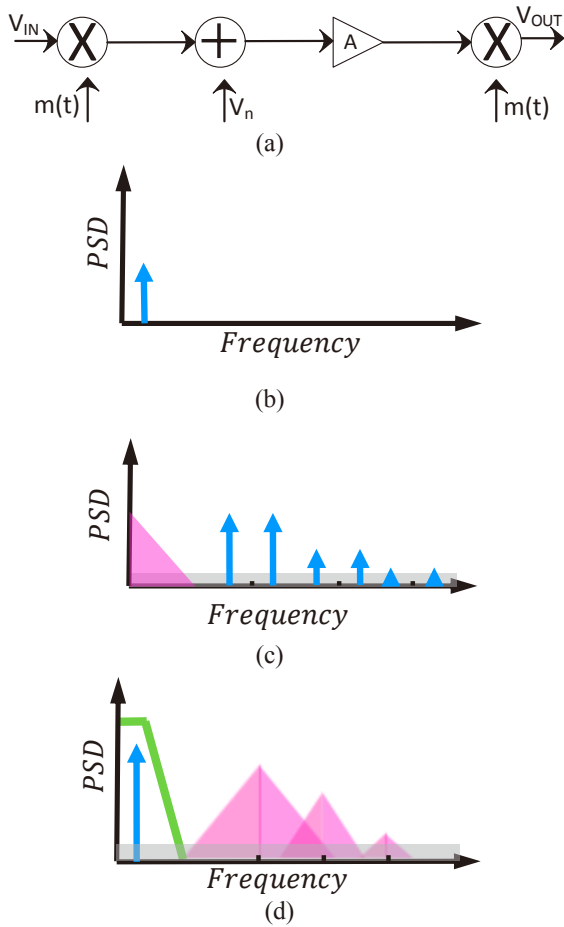 V_IN
A
V_OUT
m(t)
V_n
m(t)
(a)
PSD
Frequency
(b)
PSD
Frequency
(c)
PSD
Frequency
(d)